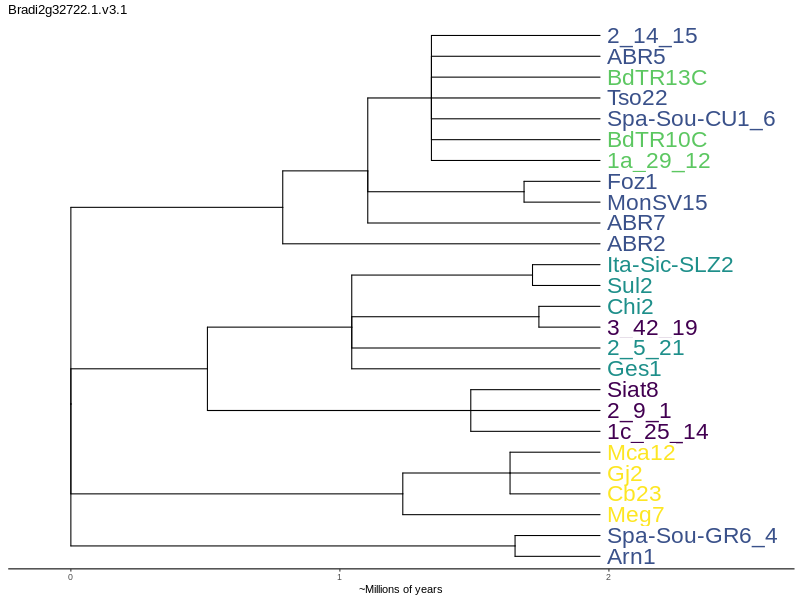 Bradi2g32722.1.v3.1
2_14_15
ABR5
BdTR13C
Tso22
Spa-Sou-CU1_6
BdTR10C
1a_29_12
Foz1
MonSV15
ABR7
ABR2
Ita-Sic-SLZ2
Sul2
Chi2
3_42_19
2_5_21
Ges1
Siat8
2_9_1
1c_25_14
Mca12
Gj2
Cb23
Meg7
Spa-Sou-GR6_4
Arn1
0 1 2
~Millions of years